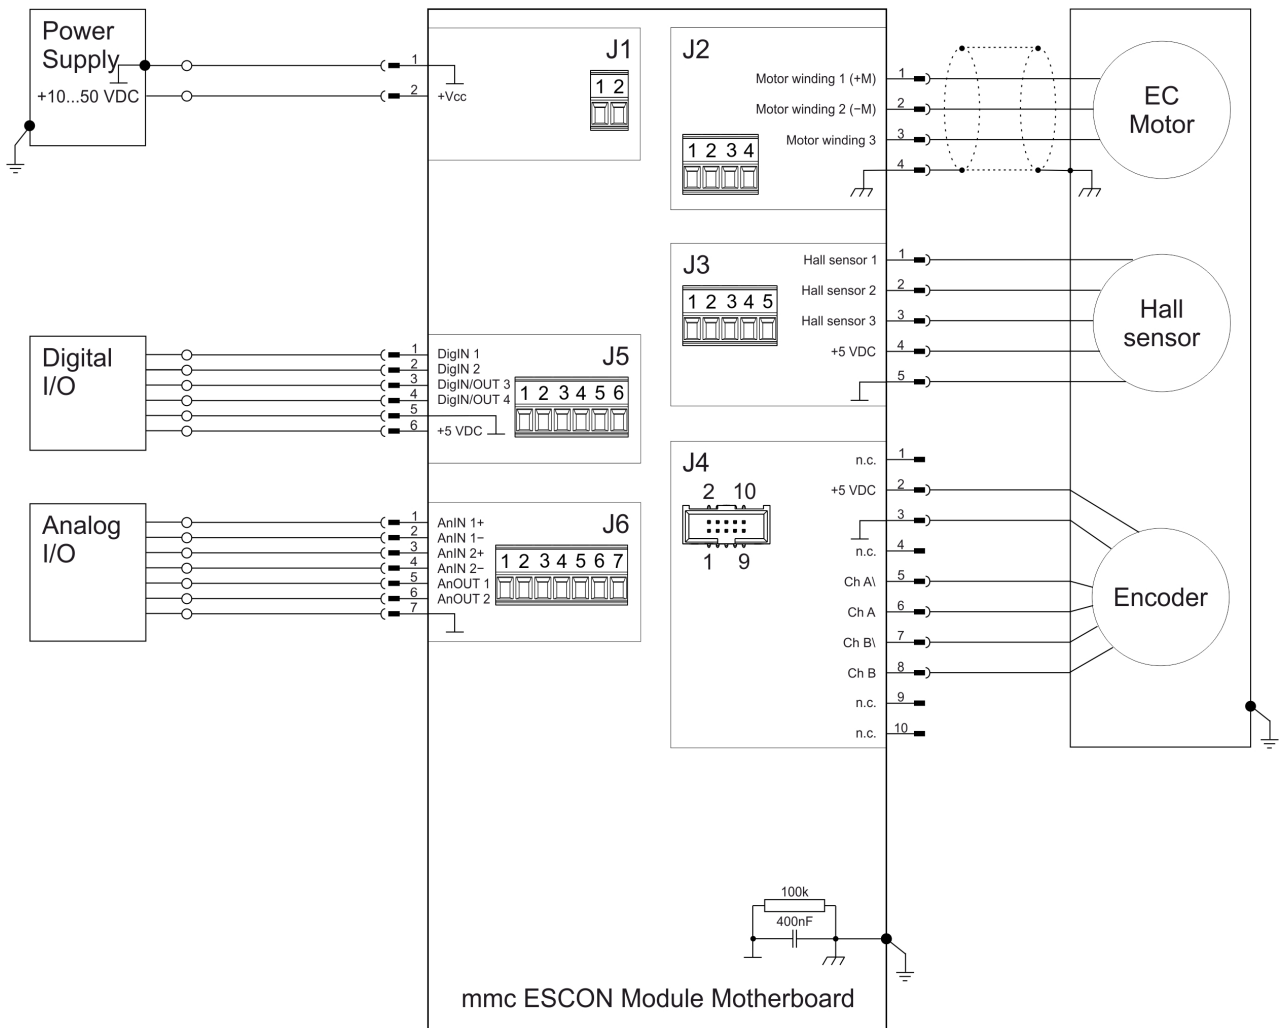 Power
Supply
+10...50 VDC
1
2
+Vcc
J1
1 2
J2
Motor winding 1 (+M)
Motor winding 2 (−M)
Motor winding 3
1
2
3
4
1 2 3 4
EC
Motor
J3
Hall sensor 1
Hall sensor 2
Hall sensor 3
+5 VDC
1
2
3
4
5
1 2 3 4 5
Hall
sensor
Digital
I/O
1
2
3
4
5
6
DigIN 1
DigIN 2
DigIN/OUT 3
DigIN/OUT 4
+5 VDC
J5
1 2 3 4 5 6
J4
2 10
1 9
n.c.
+5 VDC
n.c.
Ch A\
Ch A
Ch B\
Ch B
n.c.
n.c.
1
2
3
4
5
6
7
8
9
10
Encoder
Analog
I/O
1
2
3
4
5
6
7
AnIN 1+
AnIN 1−
AnIN 2+
AnIN 2−
AnOUT 1
AnOUT 2
J6
1 2 3 4 5 6 7
100k
400nF
mmc ESCON Module Motherboard